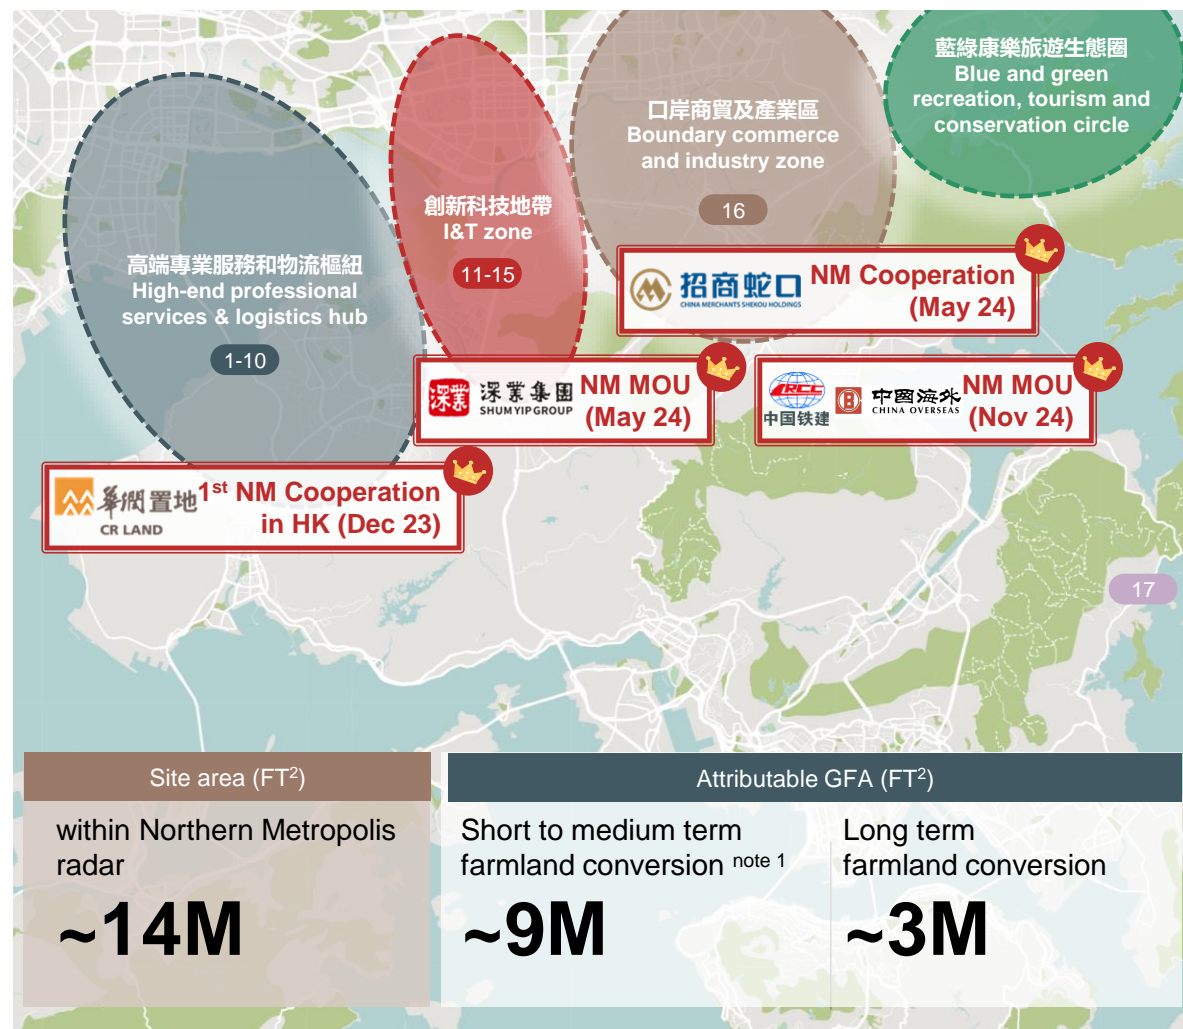 藍綠康樂旅遊生態圈
Blue and green
recreation, tourism and
conservation circle
口岸商貿及產業區
Boundary commerce
and industry zone
16
創新科技地帶
I&T zone
11-15
高端專業服務和物流樞紐
High-end professional
services & logistics hub
1-10
招商蛇口
CHINA MERCHANTS SHEKOU HOLDINGS
NM Cooperation
(May 24)
深業
深業集團
SHUM YIP GROUP
NM MOU
(May 24)
CRCC
中国铁建
中國海外
CHINA OVERSEAS
NM MOU
(Nov 24)
華潤置地
CR LAND
1st NM Cooperation
in HK (Dec 23)
17
Site area (FT2)
within Northern Metropolis
radar
~14M
Attributable GFA (FT2)
Short to medium term
farmland conversion note 1
~9M
Long term
farmland conversion
~3M